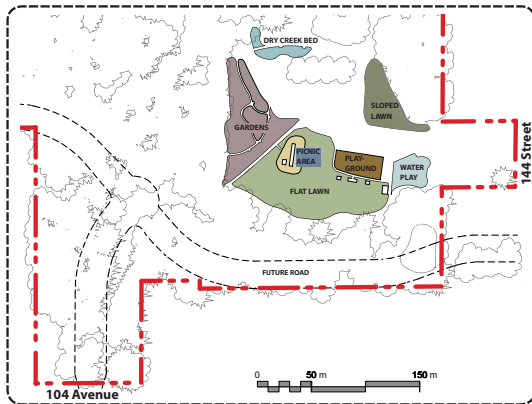 DRY CREEK BED
SLOPED
LAWN
GARDENS
PICNIC
AREA
PLAY-
GROUND
WATER
PLAY
FLAT LAWN
144 Street
FUTURE ROAD
0 50 m 150 m
104 Avenue